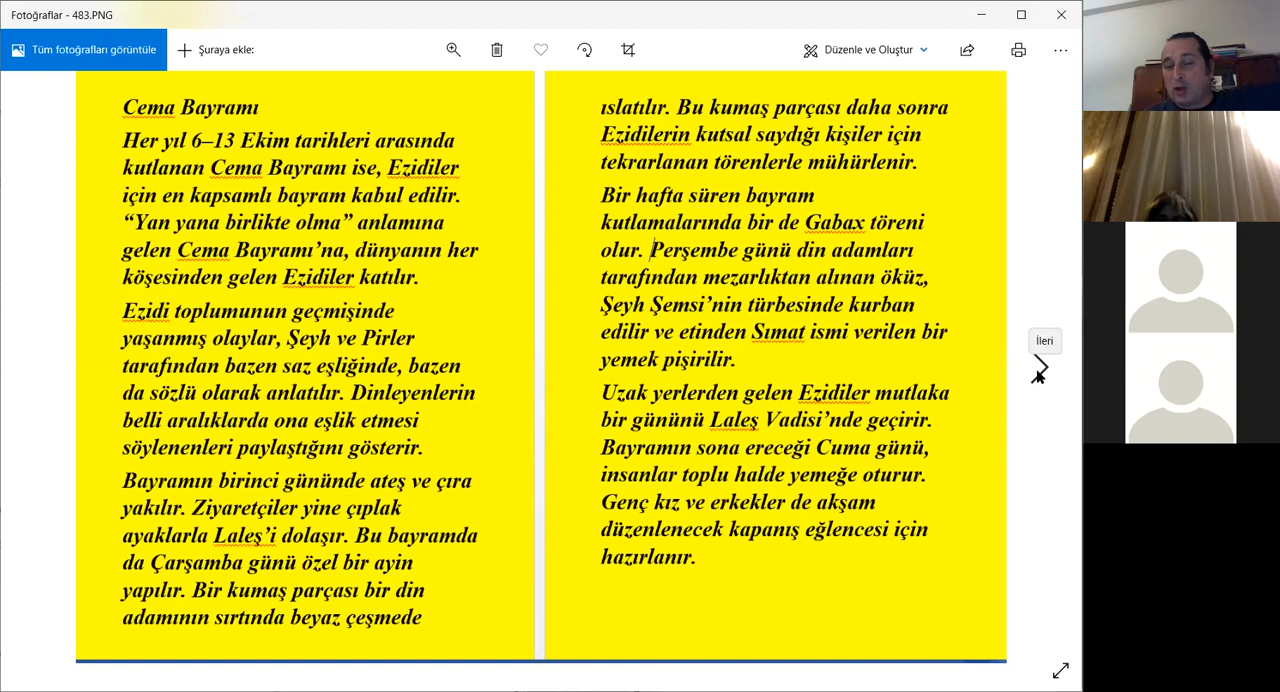 Fotoğraflar - 483.PNG
Tüm fotoğrafları görüntüle
Şuraya ekle:
Düzenle ve Oluştur
Cema Bayramı
Her yıl 6–13 Ekim tarihleri arasında
kutlanan Cema Bayramı ise, Ezidiler
için en kapsamlı bayram kabul edilir.
“Yan yana birlikte olma” anlamına
gelen Cema Bayramı’na, dünyanın her
köşesinden gelen Ezidiler katılır.
Ezidi toplumunun geçmişinde
yaşanmış olaylar, Şeyh ve Pirler
tarafından bazen saz eşliğinde, bazen
da sözlü olarak anlatılır. Dinleyenlerin
belli aralıklarda ona eşlik etmesi
söylenenleri paylaştığını gösterir.
Bayramın birinci gününde ateş ve çıra
yakılır. Ziyaretçiler yine çıplak
ayaklarla Laleş’i dolaşır. Bu bayramda
da Çarşamba günü özel bir ayin
yapılır. Bir kumaş parçası bir din
adamının sırtında beyaz çeşmede
ıslatılır. Bu kumaş parçası daha sonra
Ezidilerin kutsal saydığı kişiler için
tekrarlanan törenlerle mühürlenir.
Bir hafta süren bayram
kutlamalarında bir de Gabax töreni
olur. Perşembe günü din adamları
tarafından mezarlıktan alınan öküz,
Şeyh Şemsi’nin türbesinde kurban
edilir ve etinden Sımat ismi verilen bir
yemek pişirilir.
Uzak yerlerden gelen Ezidiler mutlaka
bir gününü Laleş Vadisi’nde geçirir.
Bayramın sona ereceği Cuma günü,
insanlar toplu halde yemeğe oturur.
Genç kız ve erkekler de akşam
düzenlenecek kapanış eğlencesi için
hazırlanır.
İleri